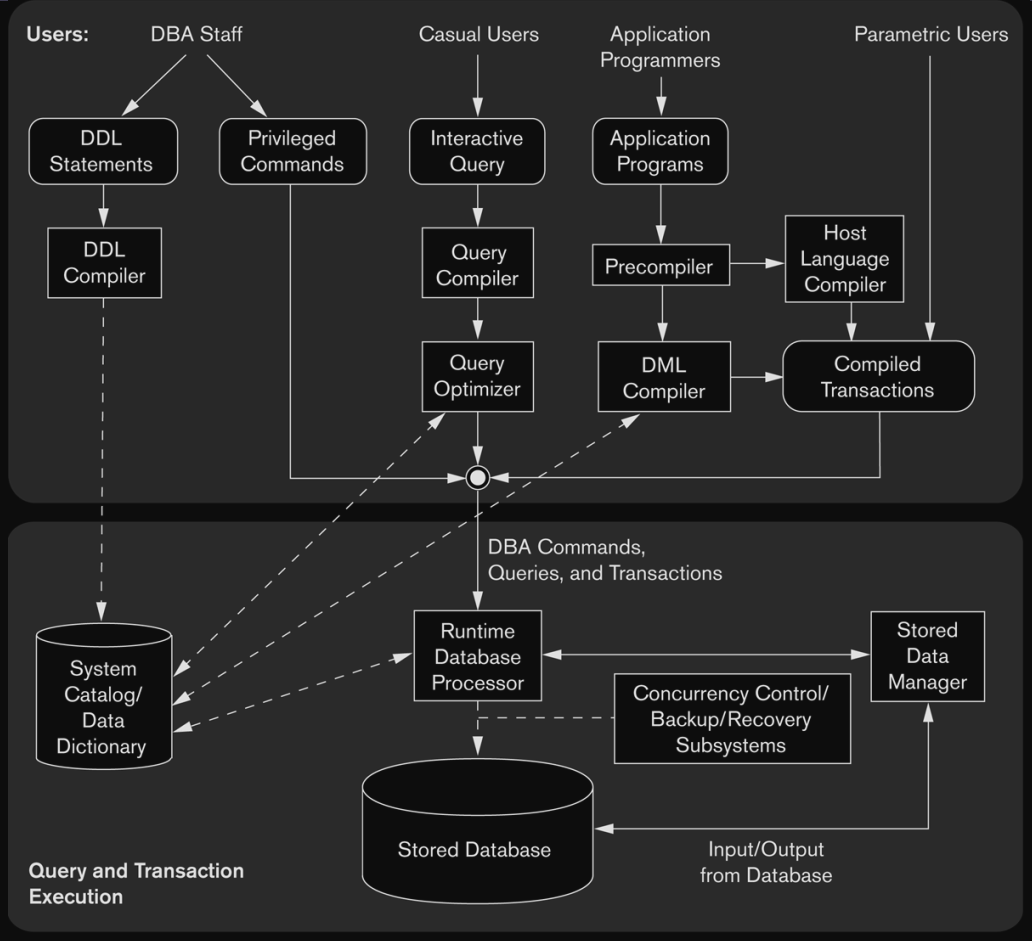 Users:
DBA Staff
Casual Users
Application
Programmers
Parametric Users
DDL
Statements
Privileged
Commands
Interactive
Query
Application
Programs
DDL
Compiler
Query
Compiler
Precompiler
Host
Language
Compiler
Query
Optimizer
DML
Compiler
Compiled
Transactions
DBA Commands,
Queries, and Transactions
System
Catalog/
Data
Dictionary
Runtime
Database
Processor
Stored
Data
Manager
Concurrency Control/
Backup/Recovery
Subsystems
Stored Database
Input/Output
from Database
Query and Transaction
Execution